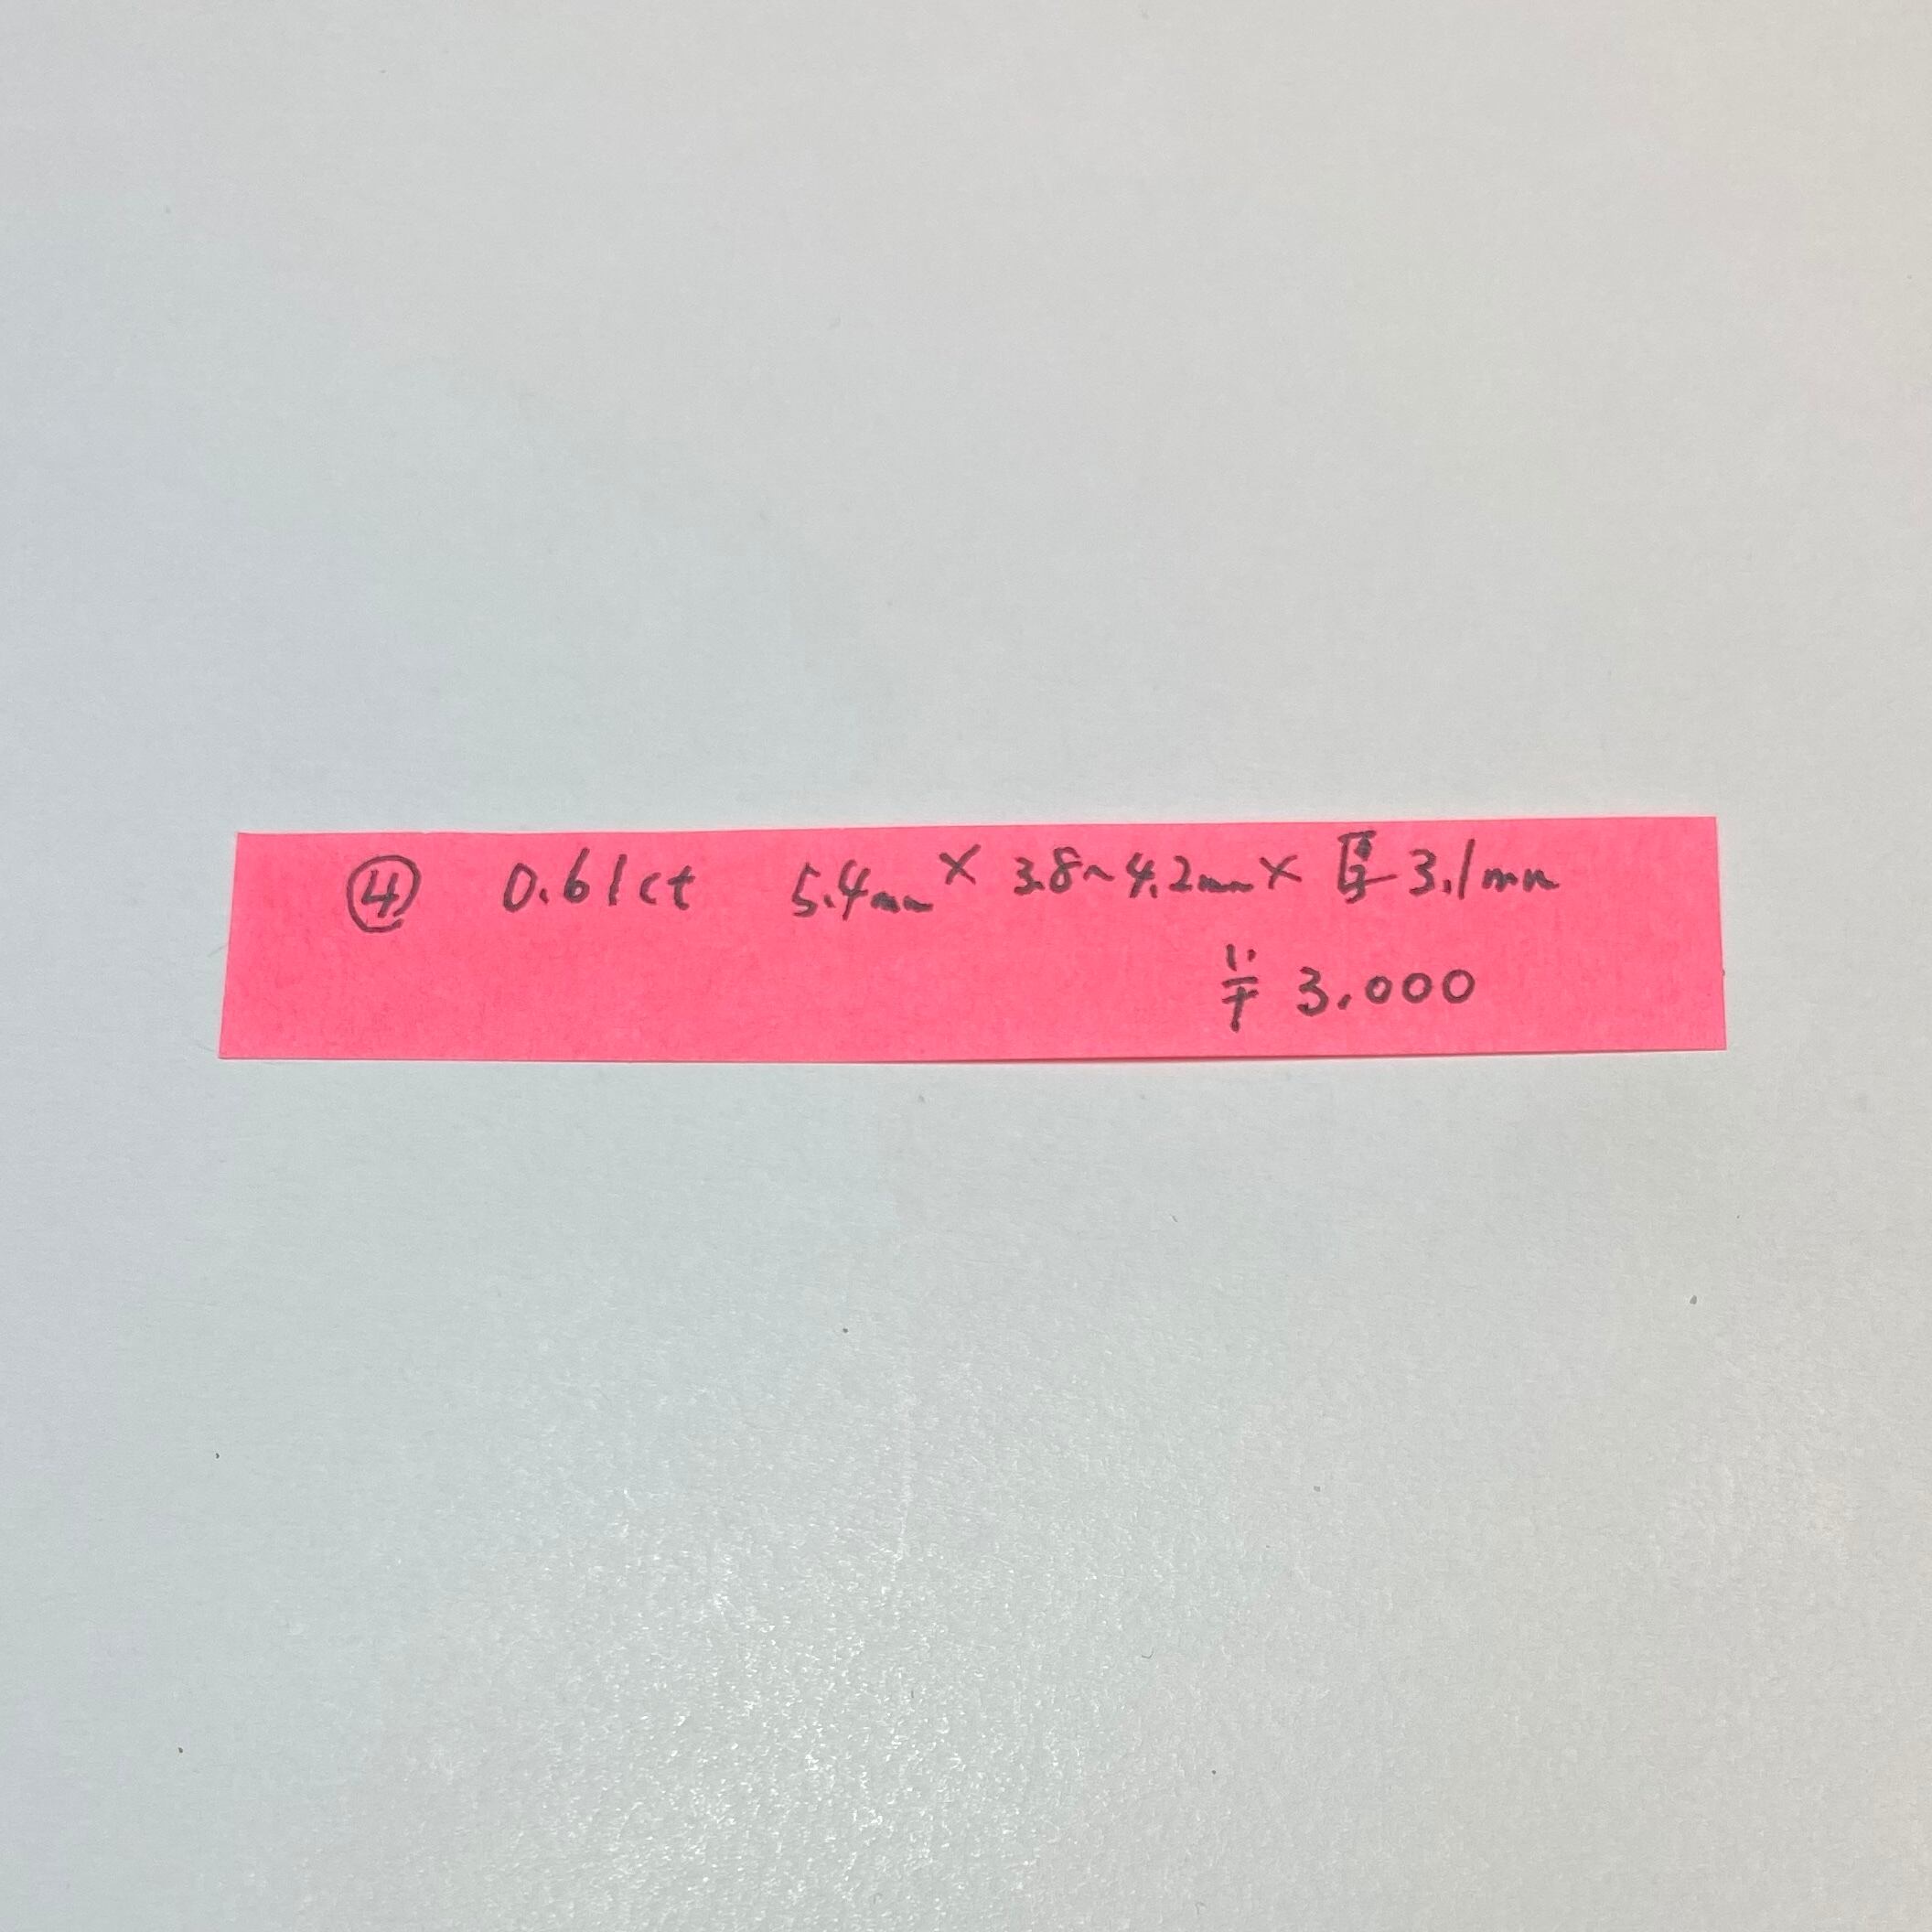 ④ 0.61ct 5.4mm × 3.8~4.2mm × 厚 3.1mm
¥ 3.000